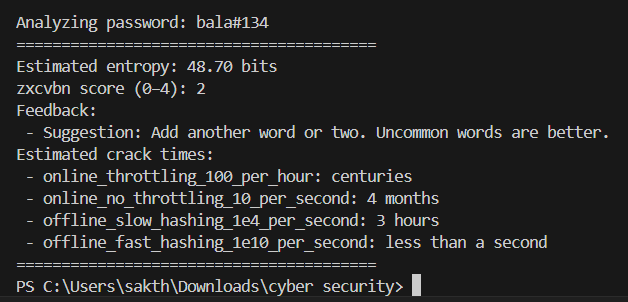 Analyzing password: bala#134
========================================
Estimated entropy: 48.70 bits
zxcvbn score (0–4): 2
Feedback:
 - Suggestion: Add another word or two. Uncommon words are better.
Estimated crack times:
 - online_throttling_100_per_hour: centuries
 - online_no_throttling_10_per_second: 4 months
 - offline_slow_hashing_1e4_per_second: 3 hours
 - offline_fast_hashing_1e10_per_second: less than a second
========================================
PS C:\Users\sakth\Downloads\cyber security>